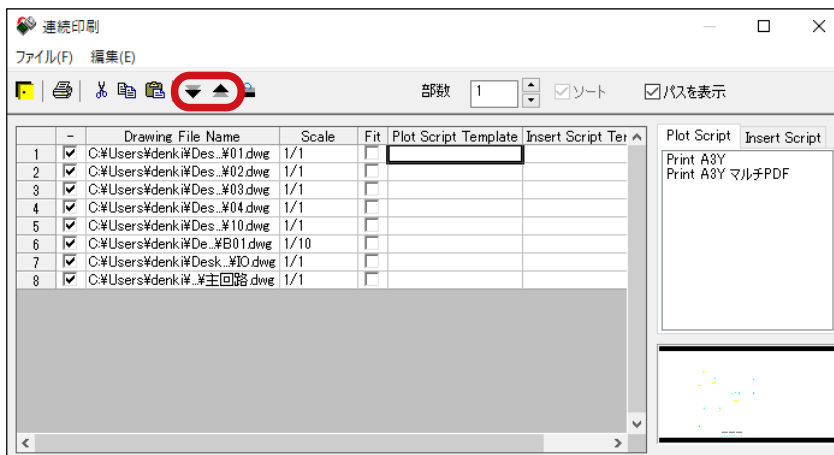 連続印刷
ファイル(F) 編集(E)
部数 1 ソート パスを表示
- Drawing File Name Scale Fit Plot Script Template Insert Script Ter
1 C:¥Users¥denki¥Des...¥01.dwg 1/1
2 C:¥Users¥denki¥Des...¥02.dwg 1/1
3 C:¥Users¥denki¥Des...¥03.dwg 1/1
4 C:¥Users¥denki¥Des...¥04.dwg 1/1
5 C:¥Users¥denki¥Des...¥10.dwg 1/1
6 C:¥Users¥denki¥De...¥B01.dwg 1/10
7 C:¥Users¥denki¥Desk...¥IO.dwg 1/1
8 C:¥Users¥denki¥...¥主回路.dwg 1/1
Plot Script Insert Script
Print A3Y
Print A3Y マルチPDF